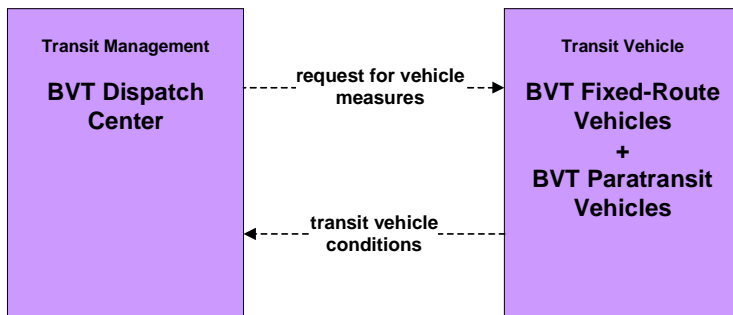 Transit Management
BVT Dispatch
Center
request for vehicle
measures
transit vehicle
conditions
Transit Vehicle
BVT Fixed-Route
Vehicles
+
BVT Paratransit
Vehicles